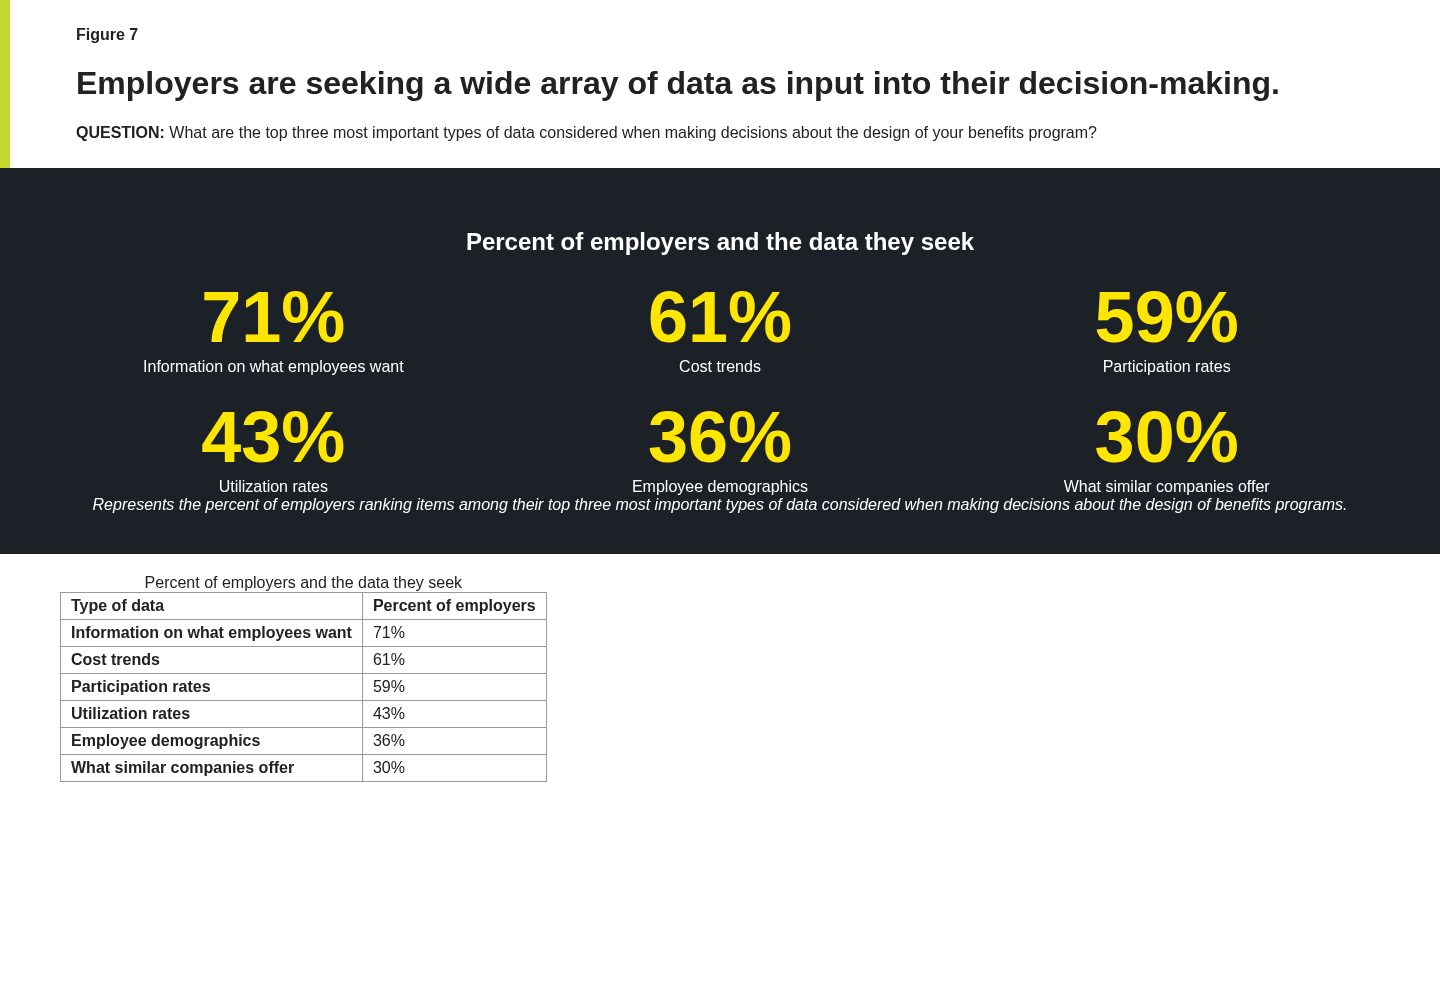 Figure 7
Employers are seeking a wide array of data as input into their decision-making.
QUESTION: What are the top three most important types of data considered when making decisions about the design of your benefits program?
Percent of employers and the data they seek
71% 61% 59%
Information on what employees want Cost trends Participation rates
43% 36% 30%
Utilization rates Employee demographics What similar companies offer
Represents the percent of employers ranking items among their top three most important types of data considered when making decisions about the design of benefits programs.
Percent of employers and the data they seek
Type of data Percent of employers
Information on what employees want 71%
Cost trends 61%
Participation rates 59%
Utilization rates 43%
Employee demographics 36%
What similar companies offer 30%